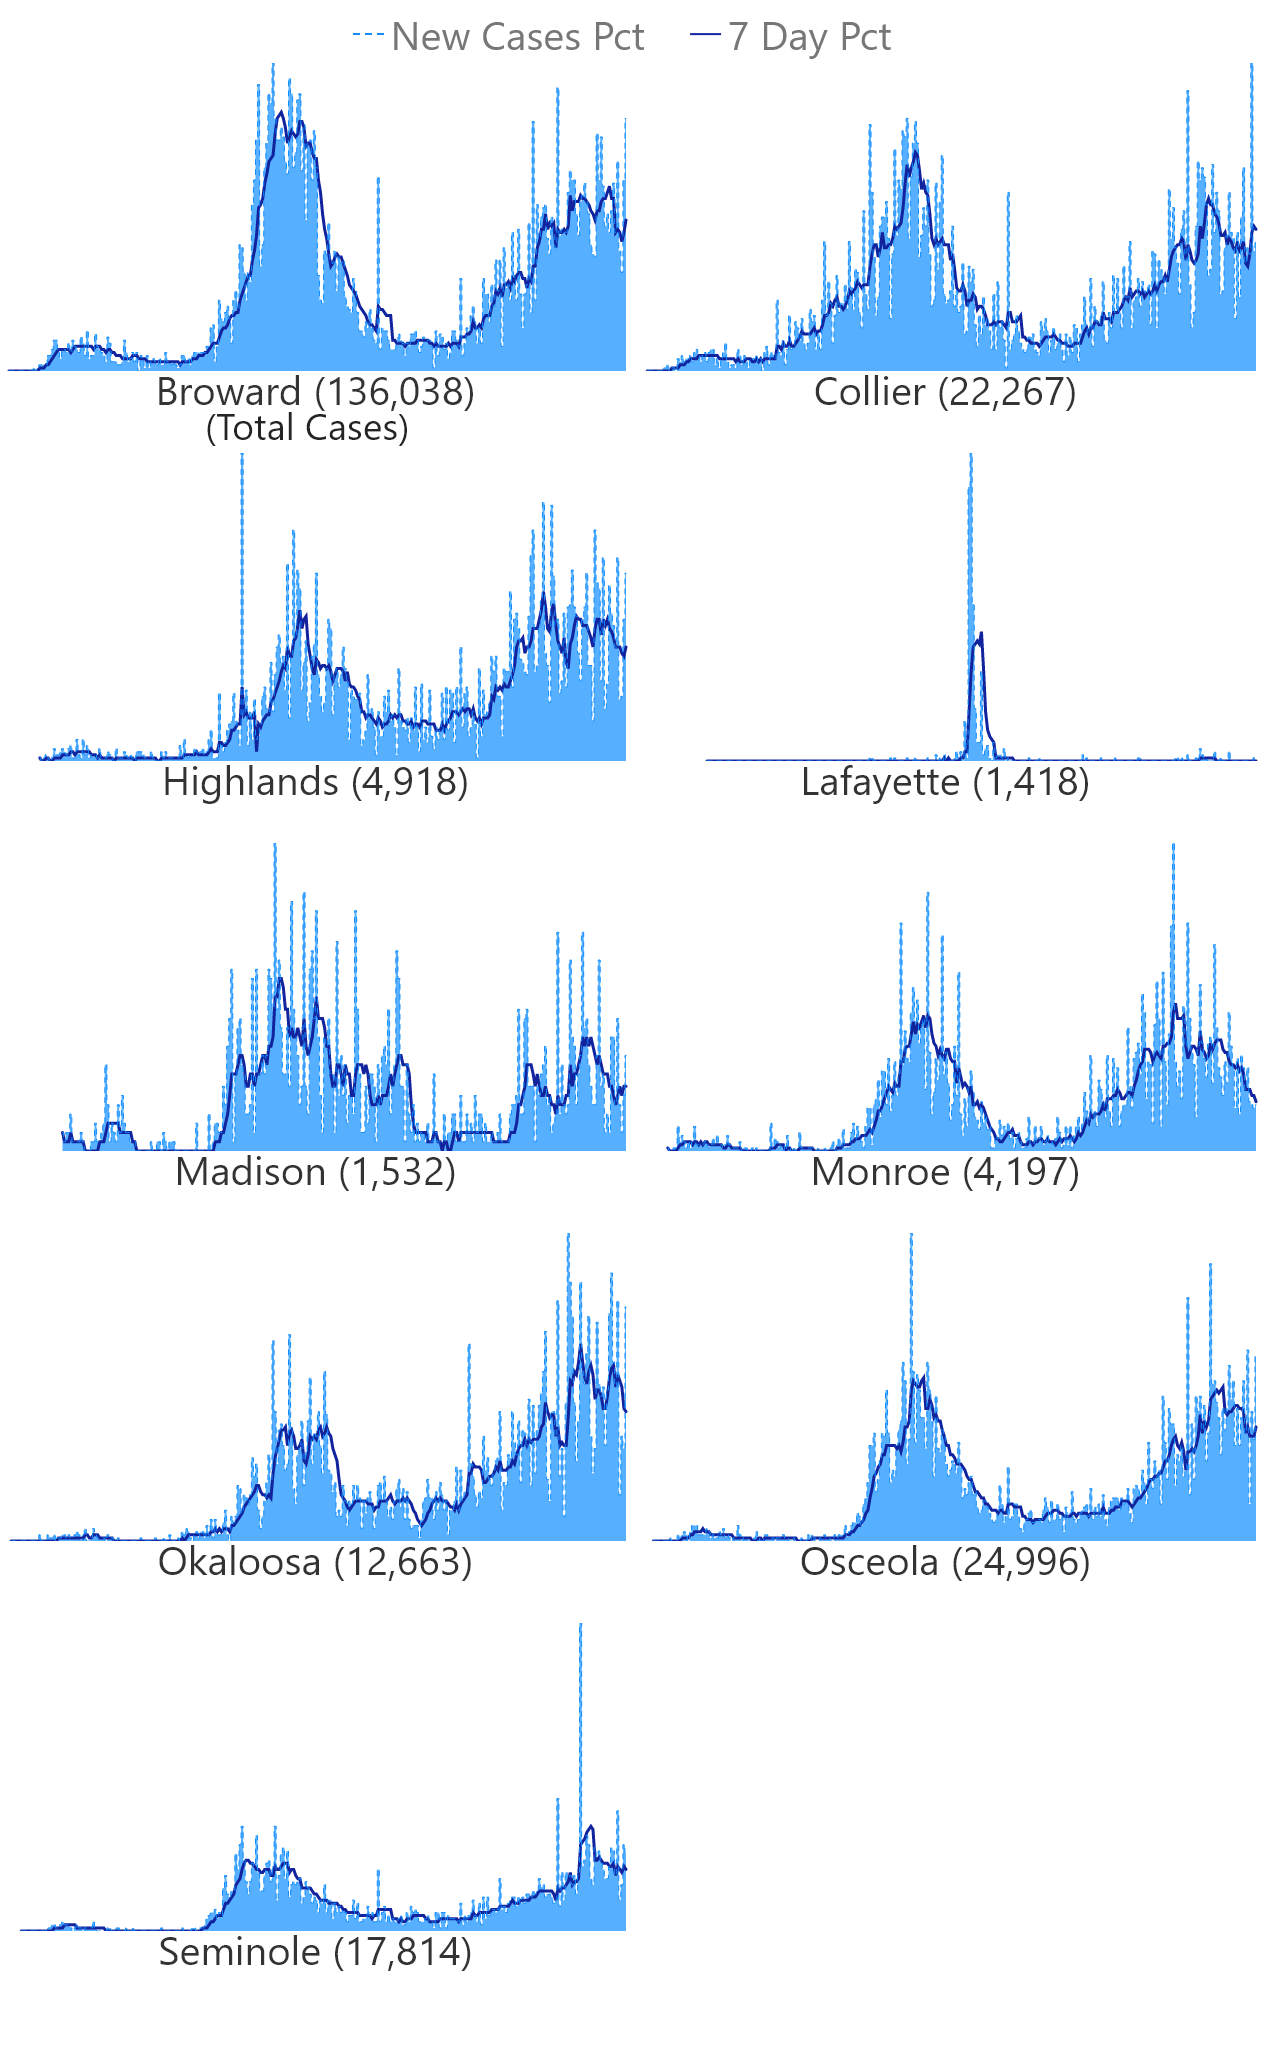 New Cases Pct 7 Day Pct
Broward (136,038) Collier (22,267)
(Total Cases)
Highlands (4,918) Lafayette (1,418)
Madison (1,532) Monroe (4,197)
Okaloosa (12,663) Osceola (24,996)
Seminole (17,814)